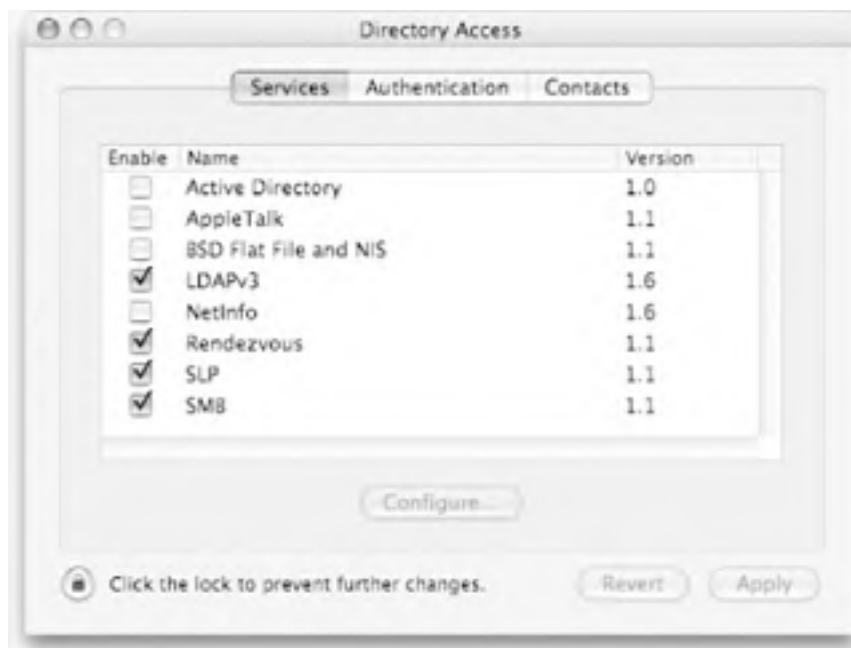 Directory Access
Services Authentication Contacts
Enable Name Version
Active Directory 1.0
AppleTalk 1.1
BSD Flat File and NIS 1.1
LDAPv3 1.6
NetInfo 1.6
Rendezvous 1.1
SLP 1.1
SMB 1.1
Configure...
Click the lock to prevent further changes. Revert Apply